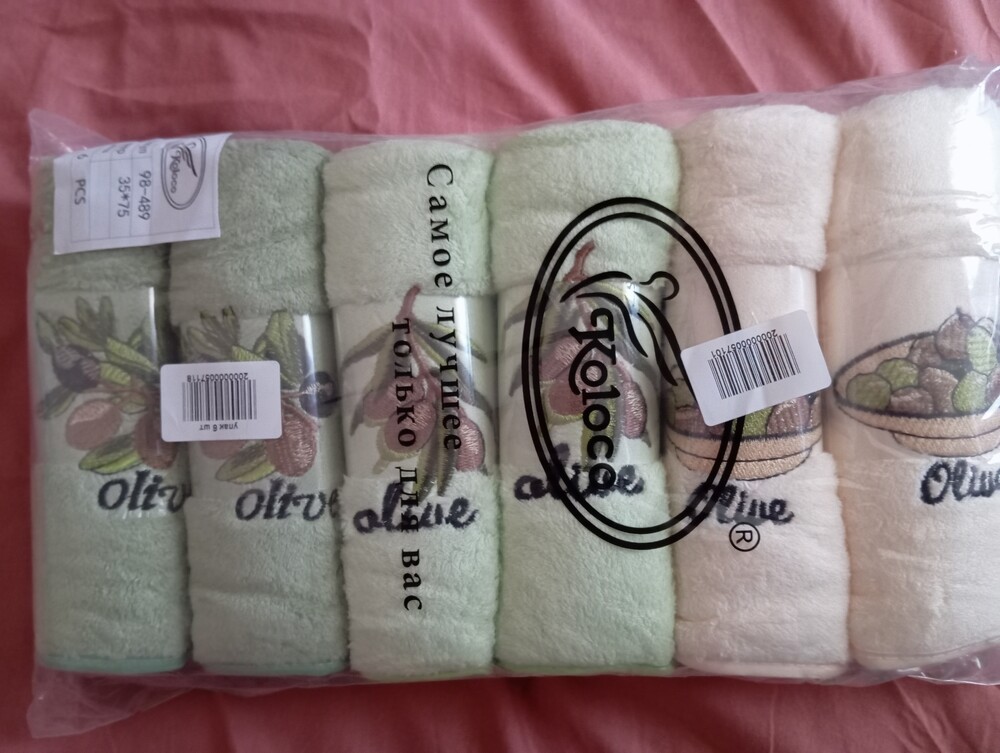 Koloco
98-489
35*75
PCS
Самое лучшее
только для вас
Koloco
®
упак 6 шт
olive
olive
olive
olive
Olive
Olive